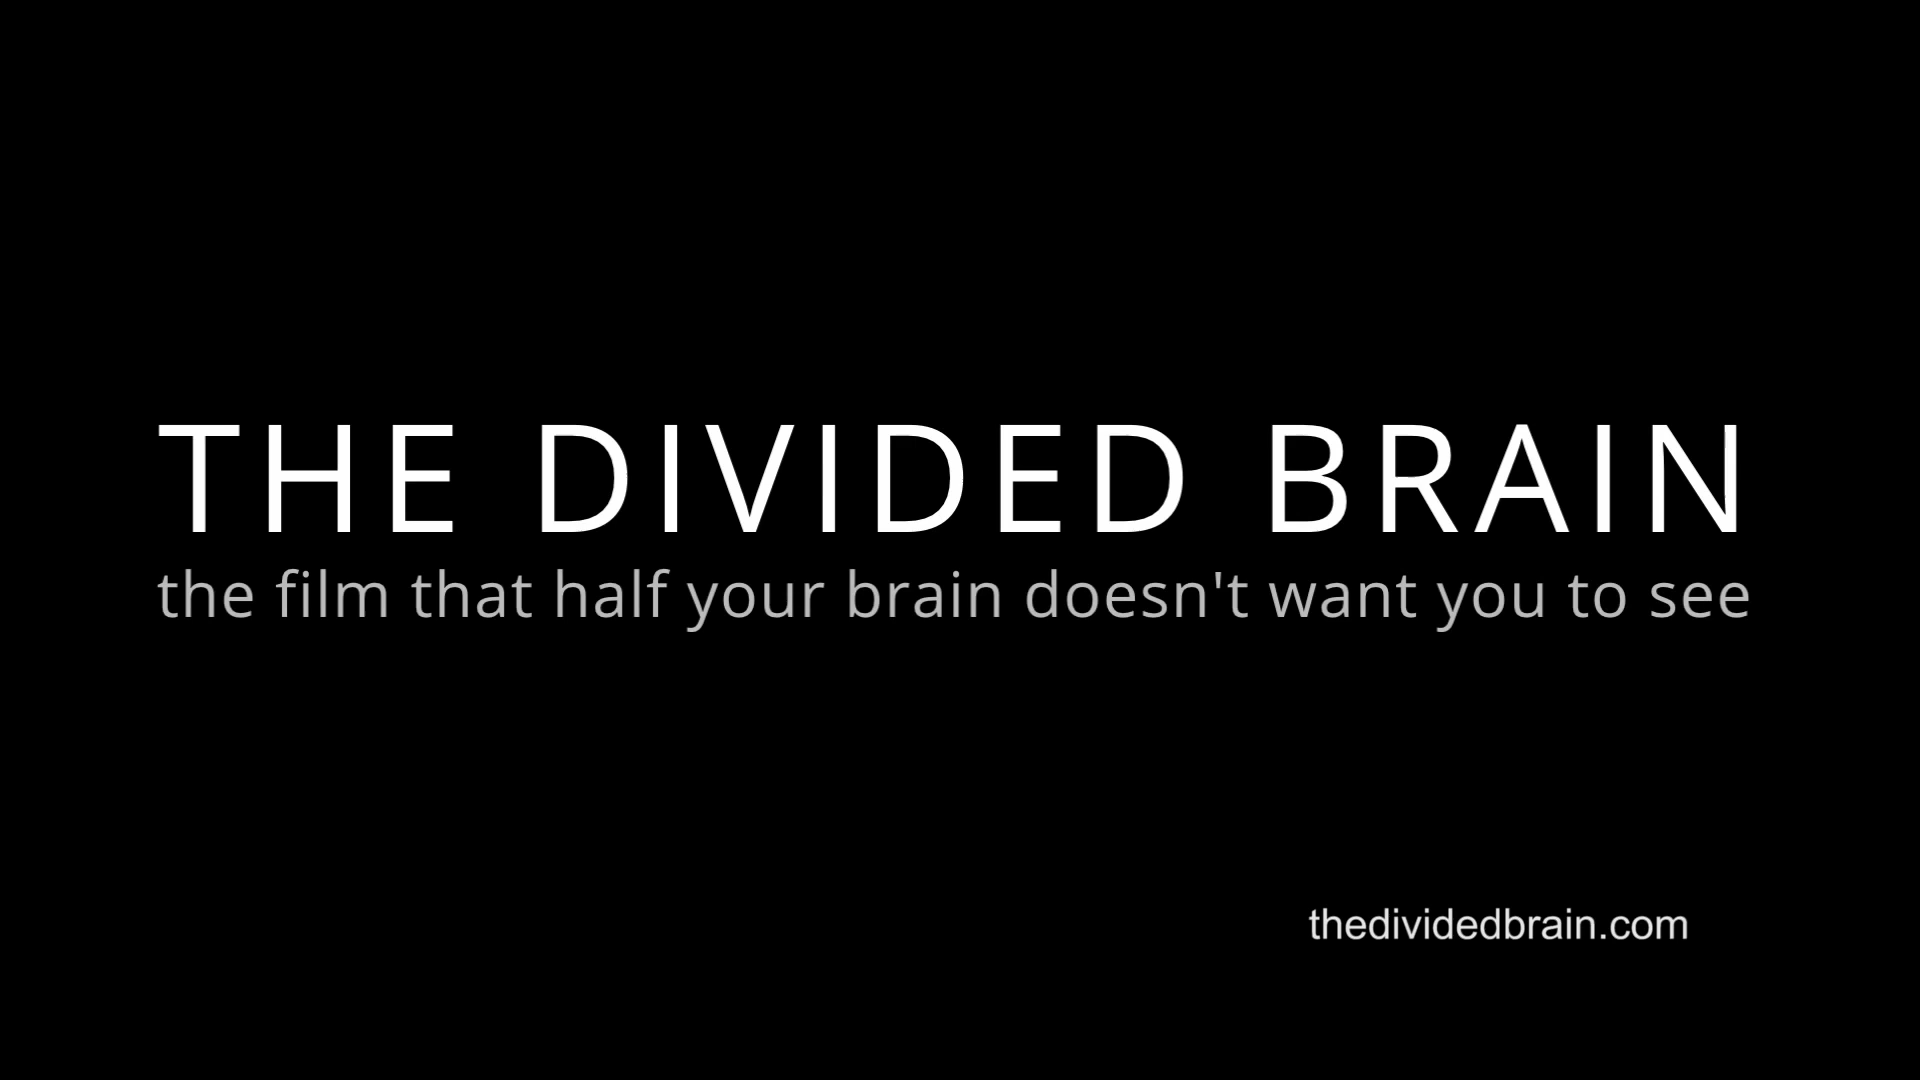 THE DIVIDED BRAIN
the film that half your brain doesn't want you to see
thedividedbrain.com